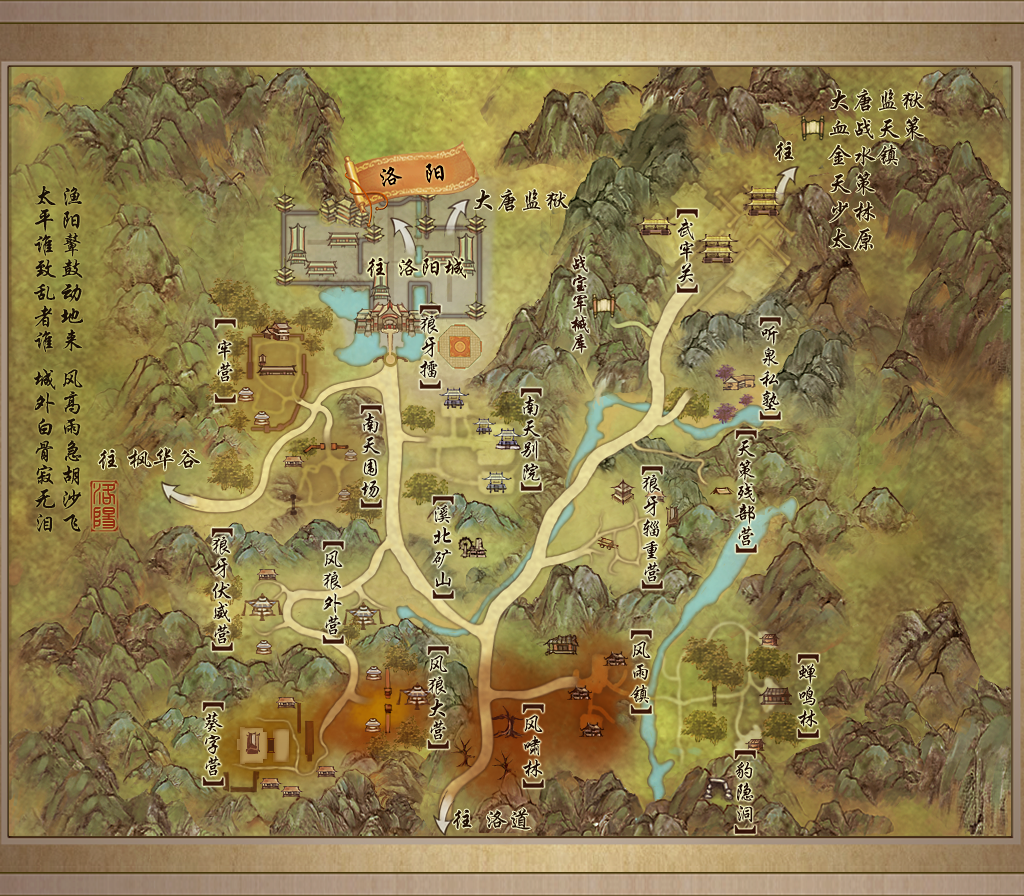 大唐监狱
血战天策
金水镇
天策
少林
太原
往
洛阳
大唐监狱
往 洛阳城
渔阳鼙鼓动地来 风高雨急胡沙飞
太平谁致乱者谁 城外白骨寂无泪
洛陽
【武牢关】
战宝军械库
【狼牙擂】
【牢营】
【听泉私塾】
【南天别院】
【南天围场】
【天策残部营】
往 枫华谷
【狼牙辎重营】
【溪北矿山】
【狼牙伏威营】
【风狼外营】
【风雨镇】
【风狼大营】
【蝉鸣林】
【葵字营】
【风啸林】
【豹隐洞】
往 洛道